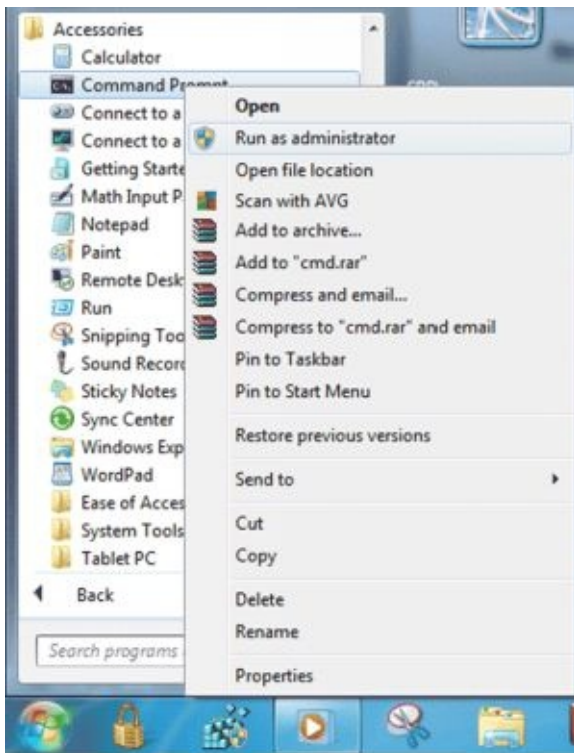 Accessories
Calculator
Command Prompt
Connect to a
Connect to a
Getting Starte
Math Input P
Notepad
Paint
Remote Desk
Run
Snipping Too
Sound Record
Sticky Notes
Sync Center
Windows Exp
WordPad
Ease of Acces
System Tools
Tablet PC
Back
Search programs
Open
Run as administrator
Open file location
Scan with AVG
Add to archive...
Add to "cmd.rar"
Compress and email...
Compress to "cmd.rar" and email
Pin to Taskbar
Pin to Start Menu
Restore previous versions
Send to
Cut
Copy
Delete
Rename
Properties